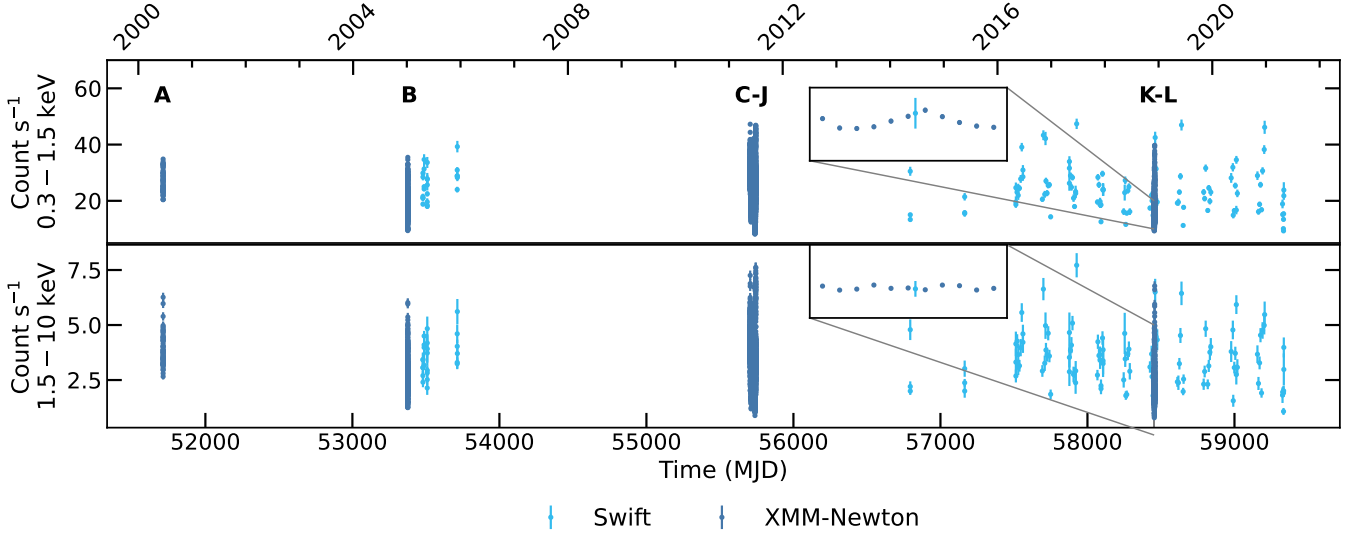 2000 2004 2008 2012 2016 2020
Count s⁻¹
0.3 − 1.5 keV
60
40
20
A B C-J K-L
Count s⁻¹
1.5 − 10 keV
7.5
5.0
2.5
52000 53000 54000 55000 56000 57000 58000 59000
Time (MJD)
Swift XMM-Newton